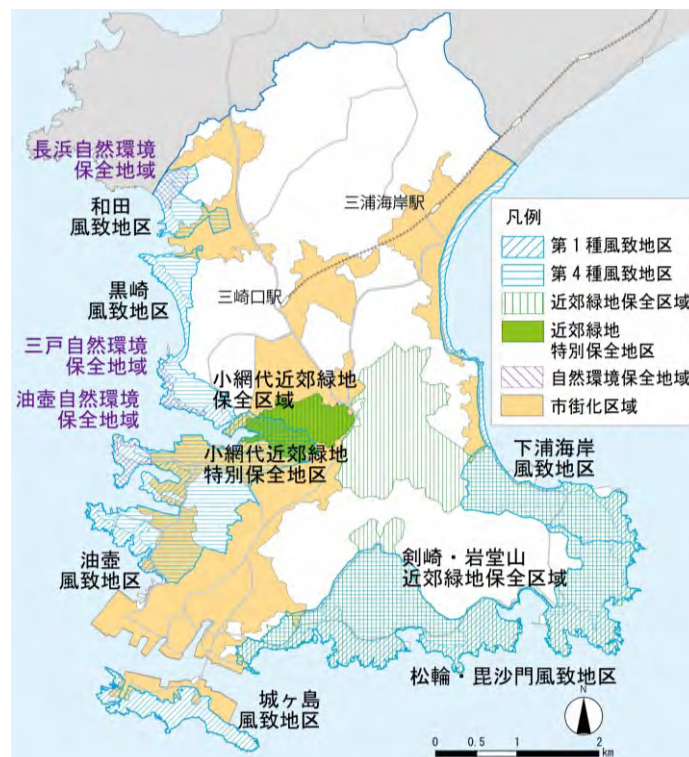 長浜自然環境
保全地域
和田
風致地区
三浦海岸駅
黒崎
風致地区
三崎口駅
三戸自然環境
保全地域
小網代近郊緑地
保全区域
油壺自然環境
保全地域
小網代近郊緑地
特別保全地区
下浦海岸
風致地区
油壺
風致地区
剣崎・岩堂山
近郊緑地保全区域
松輪・毘沙門風致地区
城ヶ島
風致地区
凡例
第1種風致地区
第4種風致地区
近郊緑地保全区域
近郊緑地
特別保全地区
自然環境保全地域
市街化区域
N
0 0.5 1 2
km